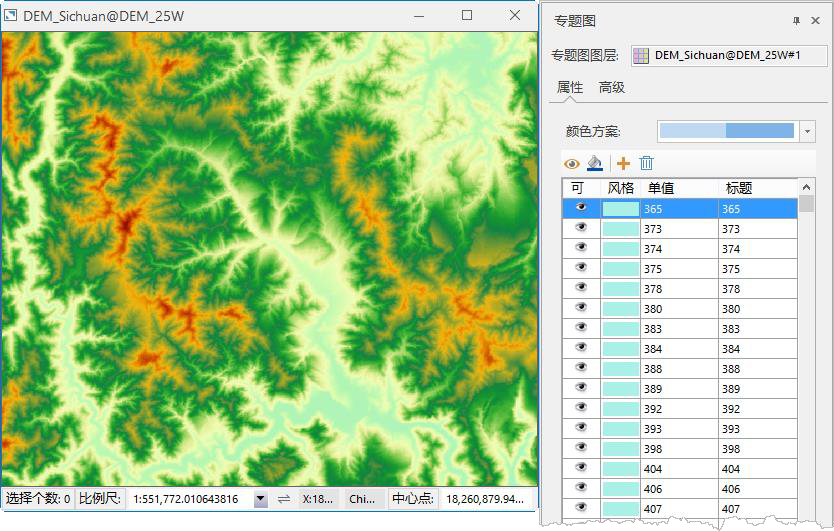 DEM_Sichuan@DEM_25W
选择个数: 0 比例尺: 1:551,772.010643816 X:18... Chi... 中心点: 18,260,879.94...
专题图
专题图图层: DEM_Sichuan@DEM_25W#1
属性 高级
颜色方案:
可 风格 单值 标题
365 365
373 373
374 374
375 375
378 378
380 380
383 383
384 384
388 388
389 389
392 392
393 393
398 398
404 404
406 406
407 407